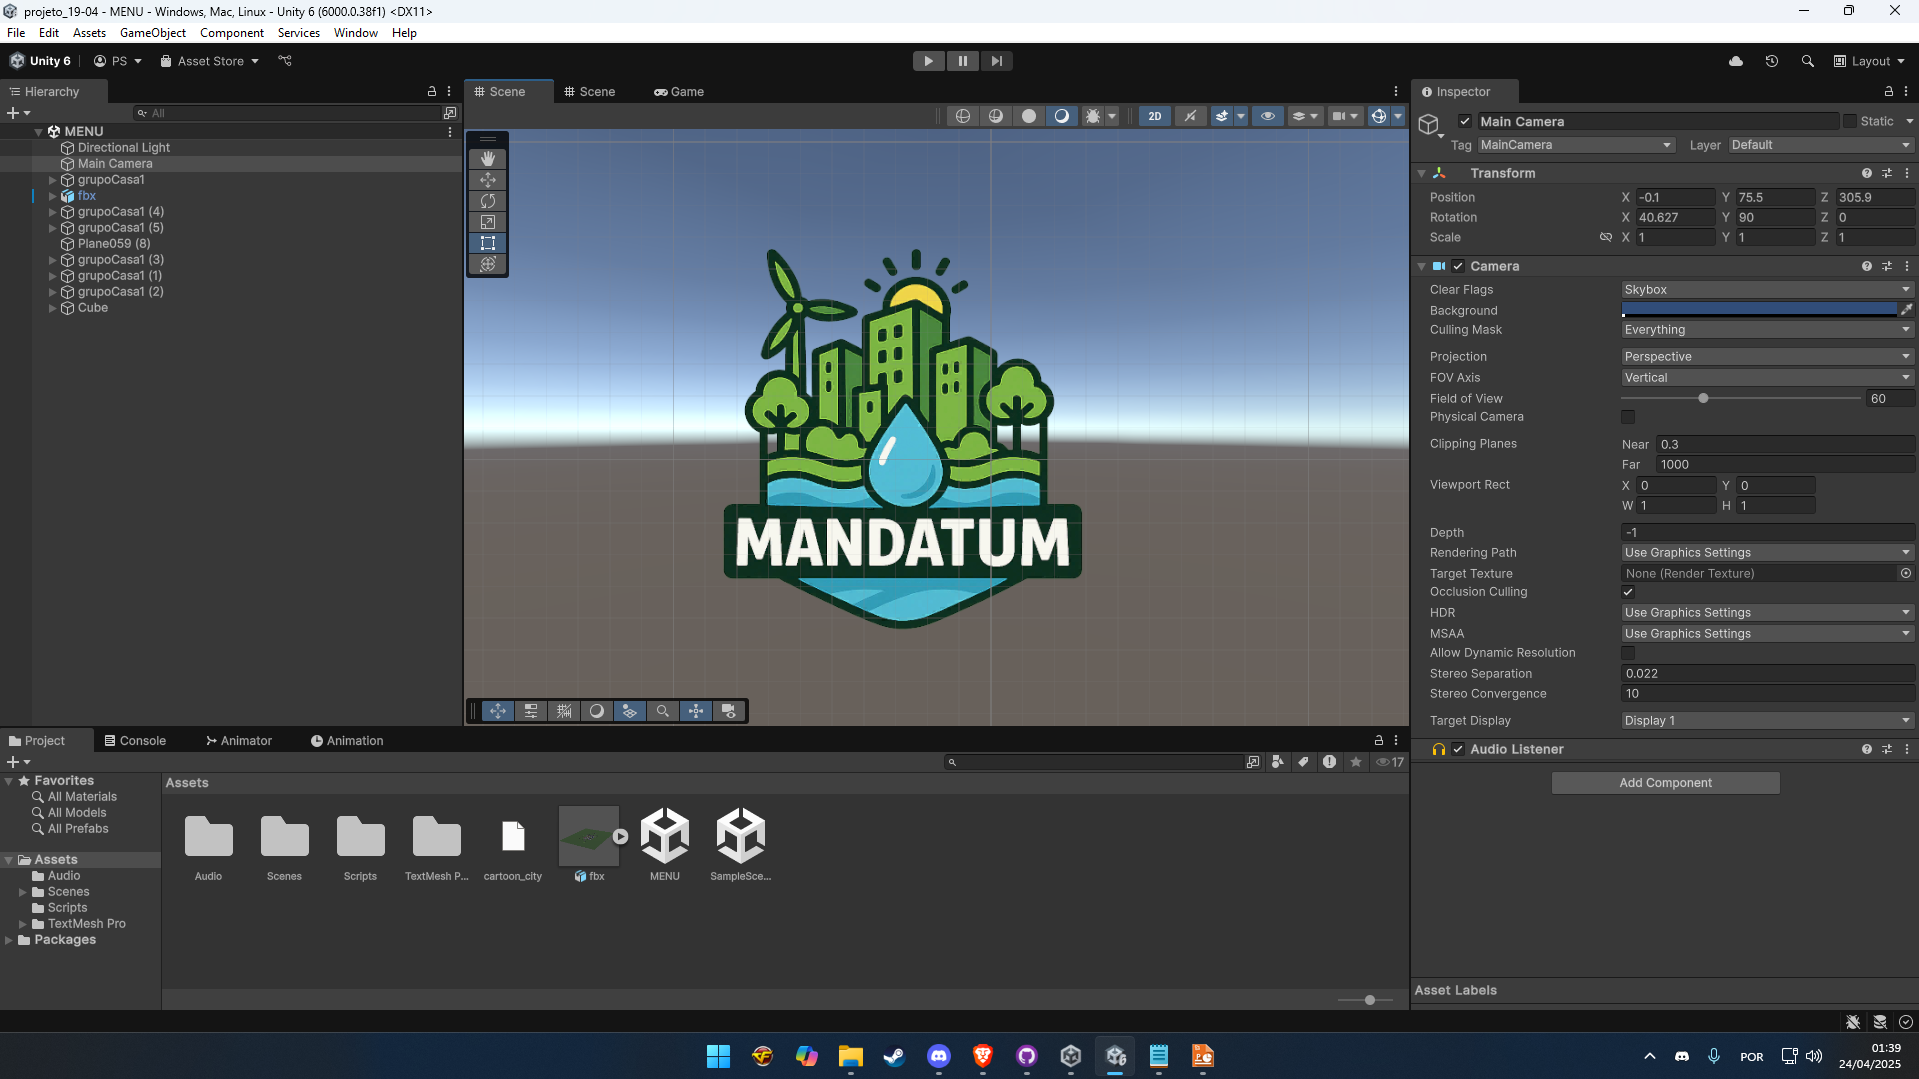 projeto_19-04 - MENU - Windows, Mac, Linux - Unity 6 (6000.0.38f1) <DX11>
File Edit Assets GameObject Component Services Window Help
Unity 6 PS Asset Store Layout
Hierarchy
All
MENU
Directional Light
Main Camera
grupoCasa1
fbx
grupoCasa1 (4)
grupoCasa1 (5)
Plane059 (8)
grupoCasa1 (3)
grupoCasa1 (1)
grupoCasa1 (2)
Cube
Scene Scene Game
2D
MANDATUM
Inspector
Main Camera Static
Tag MainCamera Layer Default
Transform
Position X -0.1 Y 75.5 Z 305.9
Rotation X 40.627 Y 90 Z 0
Scale X 1 Y 1 Z 1
Camera
Clear Flags Skybox
Background
Culling Mask Everything
Projection Perspective
FOV Axis Vertical
Field of View 60
Physical Camera
Clipping Planes Near 0.3
Far 1000
Viewport Rect X 0 Y 0
W 1 H 1
Depth -1
Rendering Path Use Graphics Settings
Target Texture None (Render Texture)
Occlusion Culling
HDR Use Graphics Settings
MSAA Use Graphics Settings
Allow Dynamic Resolution
Stereo Separation 0.022
Stereo Convergence 10
Target Display Display 1
Audio Listener
Add Component
Asset Labels
Project Console Animator Animation
17
Favorites
All Materials
All Models
All Prefabs
Assets
Audio
Scenes
Scripts
TextMesh Pro
Packages
Assets
Audio Scenes Scripts TextMesh P... cartoon_city fbx MENU SampleSce...
POR
01:39
24/04/2025